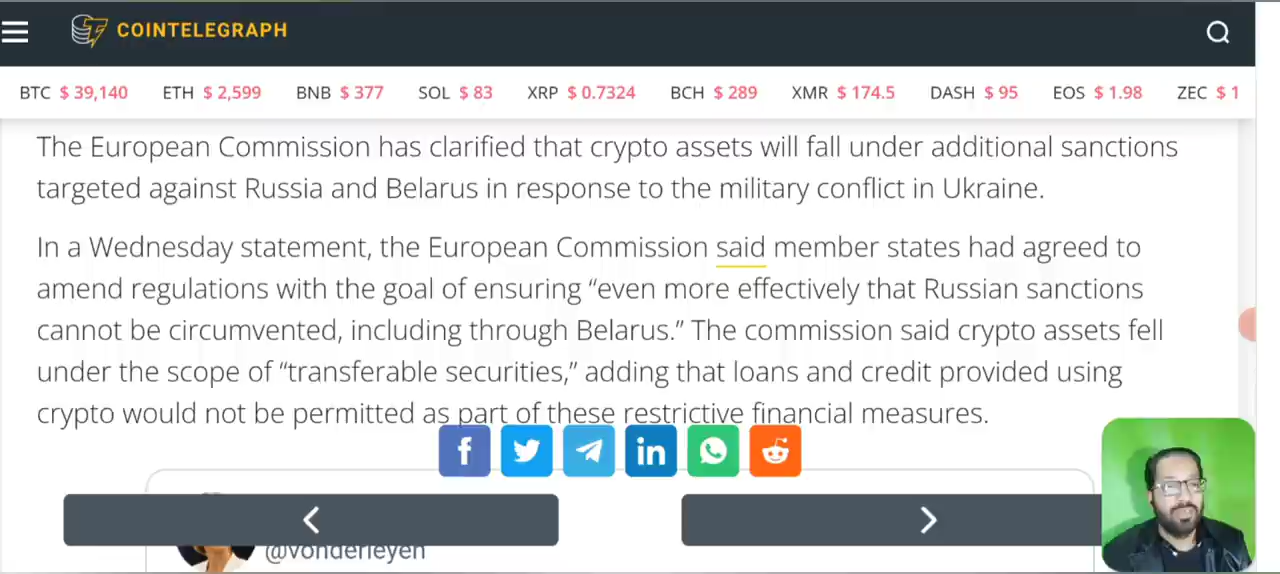 COINTELEGRAPH
BTC $ 39,140 ETH $ 2,599 BNB $ 377 SOL $ 83 XRP $ 0.7324 BCH $ 289 XMR $ 174.5 DASH $ 95 EOS $ 1.98 ZEC $ 1
The European Commission has clarified that crypto assets will fall under additional sanctions
targeted against Russia and Belarus in response to the military conflict in Ukraine.
In a Wednesday statement, the European Commission said member states had agreed to
amend regulations with the goal of ensuring “even more effectively that Russian sanctions
cannot be circumvented, including through Belarus.” The commission said crypto assets fell
under the scope of “transferable securities,” adding that loans and credit provided using
crypto would not be permitted as part of these restrictive financial measures.
@vonderleyen